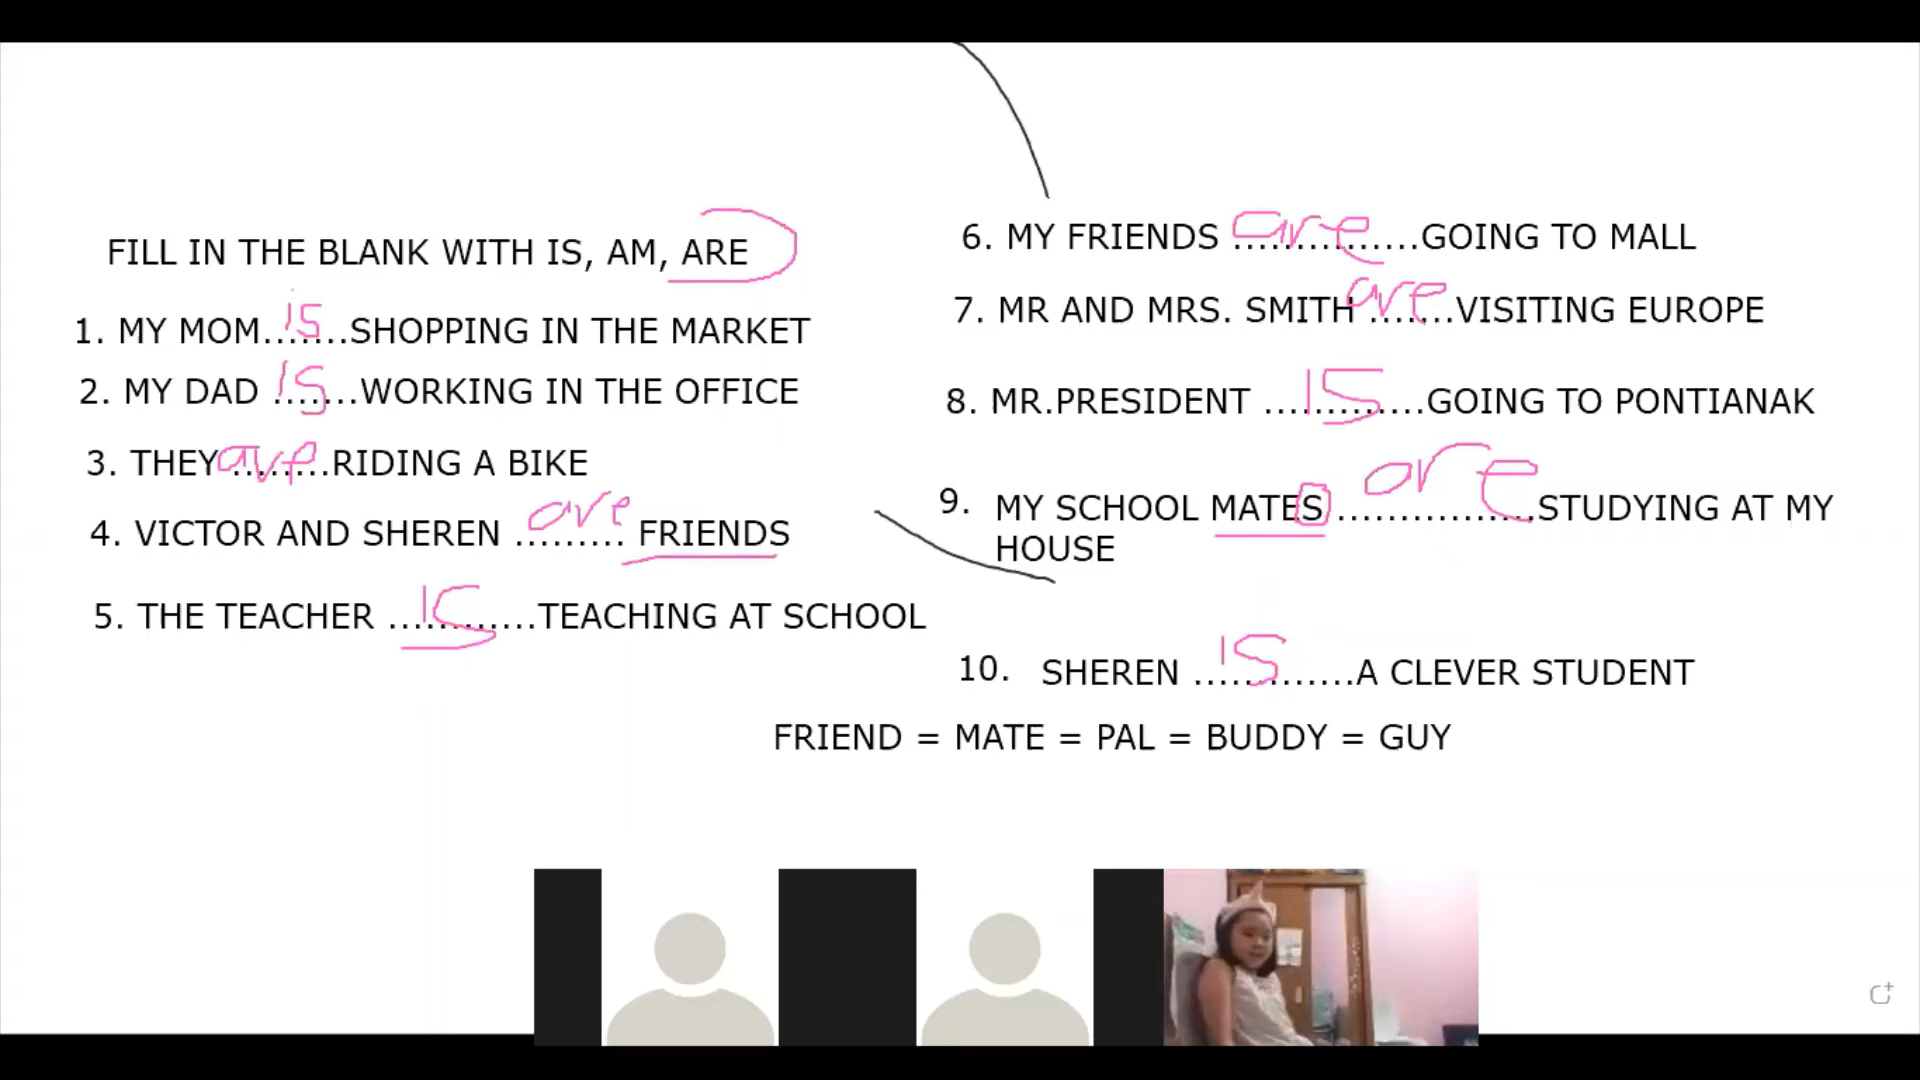 FILL IN THE BLANK WITH IS, AM, ARE
1. MY MOM...is....SHOPPING IN THE MARKET
2. MY DAD ...is....WORKING IN THE OFFICE
3. THEY ...are.....RIDING A BIKE
4. VICTOR AND SHEREN ....are..... FRIENDS
5. THE TEACHER .....is.......TEACHING AT SCHOOL
6. MY FRIENDS ......are.........GOING TO MALL
7. MR AND MRS. SMITH ...are....VISITING EUROPE
8. MR.PRESIDENT ......is.......GOING TO PONTIANAK
9. MY SCHOOL MATES ........are........STUDYING AT MY
HOUSE
10. SHEREN ......is.......A CLEVER STUDENT
FRIEND = MATE = PAL = BUDDY = GUY